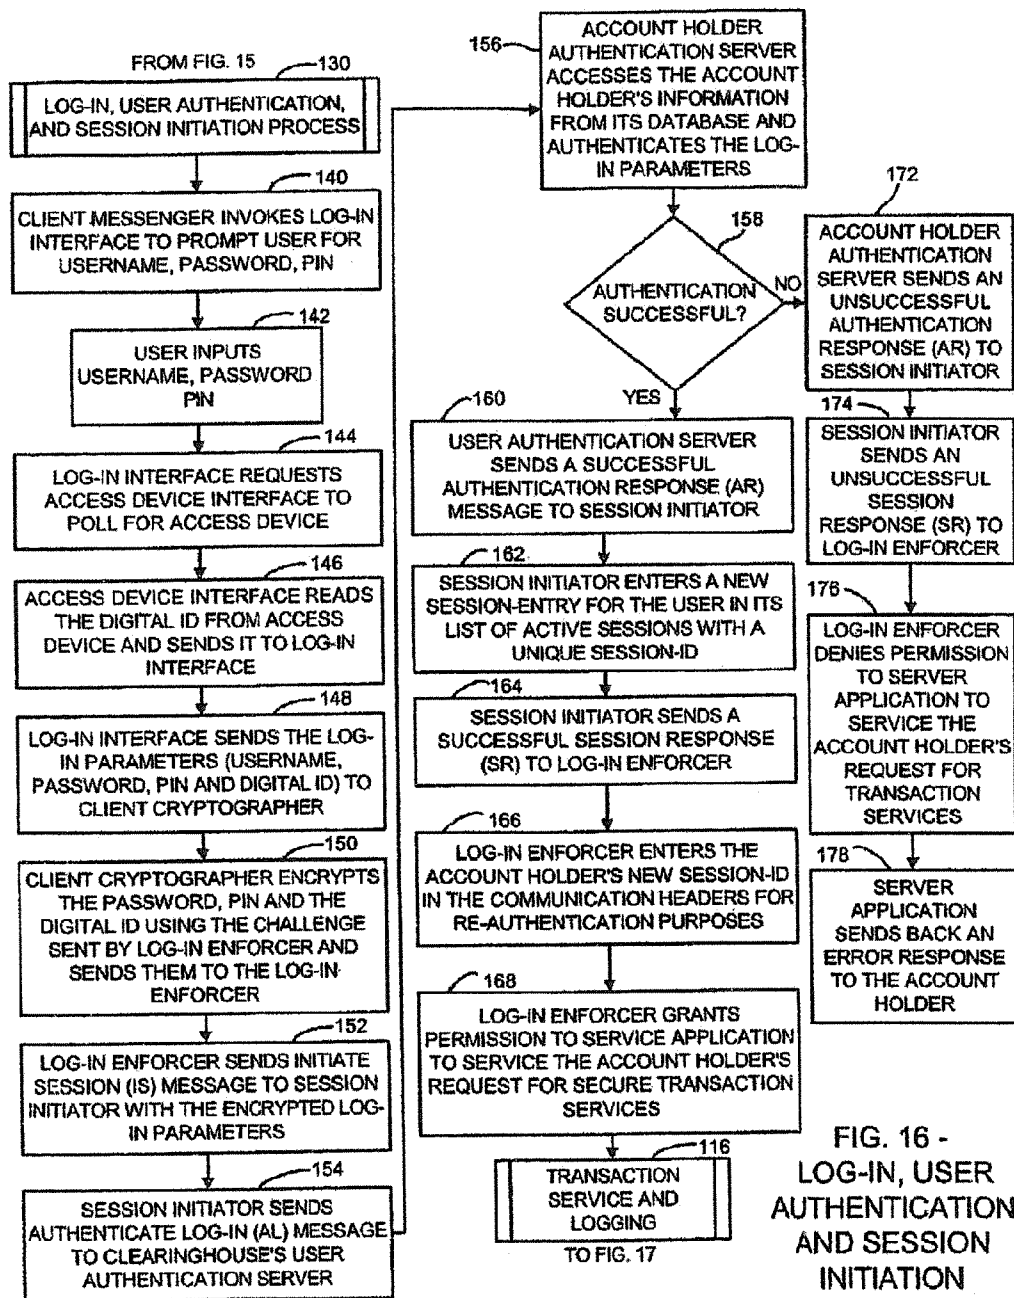 FROM FIG. 15
130
LOG-IN, USER AUTHENTICATION,
AND SESSION INITIATION PROCESS
140
CLIENT MESSENGER INVOKES LOG-IN
INTERFACE TO PROMPT USER FOR
USERNAME, PASSWORD, PIN
142
USER INPUTS
USERNAME, PASSWORD
PIN
144
LOG-IN INTERFACE REQUESTS
ACCESS DEVICE INTERFACE TO
POLL FOR ACCESS DEVICE
146
ACCESS DEVICE INTERFACE READS
THE DIGITAL ID FROM ACCESS
DEVICE AND SENDS IT TO LOG-IN
INTERFACE
148
LOG-IN INTERFACE SENDS THE LOG-
IN PARAMETERS (USERNAME,
PASSWORD, PIN AND DIGITAL ID) TO
CLIENT CRYPTOGRAPHER
150
CLIENT CRYPTOGRAPHER ENCRYPTS
THE PASSWORD, PIN AND THE
DIGITAL ID USING THE CHALLENGE
SENT BY LOG-IN ENFORCER AND
SENDS THEM TO THE LOG-IN
ENFORCER
152
LOG-IN ENFORCER SENDS INITIATE
SESSION (IS) MESSAGE TO SESSION
INITIATOR WITH THE ENCRYPTED LOG-
IN PARAMETERS
154
SESSION INITIATOR SENDS
AUTHENTICATE LOG-IN (AL) MESSAGE
TO CLEARINGHOUSE'S USER
AUTHENTICATION SERVER
156
ACCOUNT HOLDER
AUTHENTICATION SERVER
ACCESSES THE ACCOUNT
HOLDER'S INFORMATION
FROM ITS DATABASE AND
AUTHENTICATES THE LOG-
IN PARAMETERS
158
AUTHENTICATION
SUCCESSFUL?
NO
YES
160
USER AUTHENTICATION SERVER
SENDS A SUCCESSFUL
AUTHENTICATION RESPONSE (AR)
MESSAGE TO SESSION INITIATOR
162
SESSION INITIATOR ENTERS A NEW
SESSION-ENTRY FOR THE USER IN ITS
LIST OF ACTIVE SESSIONS WITH A
UNIQUE SESSION-ID
164
SESSION INITIATOR SENDS A
SUCCESSFUL SESSION RESPONSE
(SR) TO LOG-IN ENFORCER
166
LOG-IN ENFORCER ENTERS THE
ACCOUNT HOLDER'S NEW SESSION-ID
IN THE COMMUNICATION HEADERS FOR
RE-AUTHENTICATION PURPOSES
168
LOG-IN ENFORCER GRANTS
PERMISSION TO SERVICE APPLICATION
TO SERVICE THE ACCOUNT HOLDER'S
REQUEST FOR SECURE TRANSACTION
SERVICES
116
TRANSACTION
SERVICE AND
LOGGING
TO FIG. 17
172
ACCOUNT HOLDER
AUTHENTICATION
SERVER SENDS AN
UNSUCCESSFUL
AUTHENTICATION
RESPONSE (AR) TO
SESSION INITIATOR
174
SESSION INITIATOR
SENDS AN
UNSUCCESSFUL
SESSION
RESPONSE (SR) TO
LOG-IN ENFORCER
176
LOG-IN ENFORCER
DENIES PERMISSION
TO SERVER
APPLICATION TO
SERVICE THE
ACCOUNT HOLDER'S
REQUEST FOR
TRANSACTION
SERVICES
178
SERVER
APPLICATION
SENDS BACK AN
ERROR RESPONSE
TO THE ACCOUNT
HOLDER
FIG. 16 -
LOG-IN, USER
AUTHENTICATION
AND SESSION
INITIATION